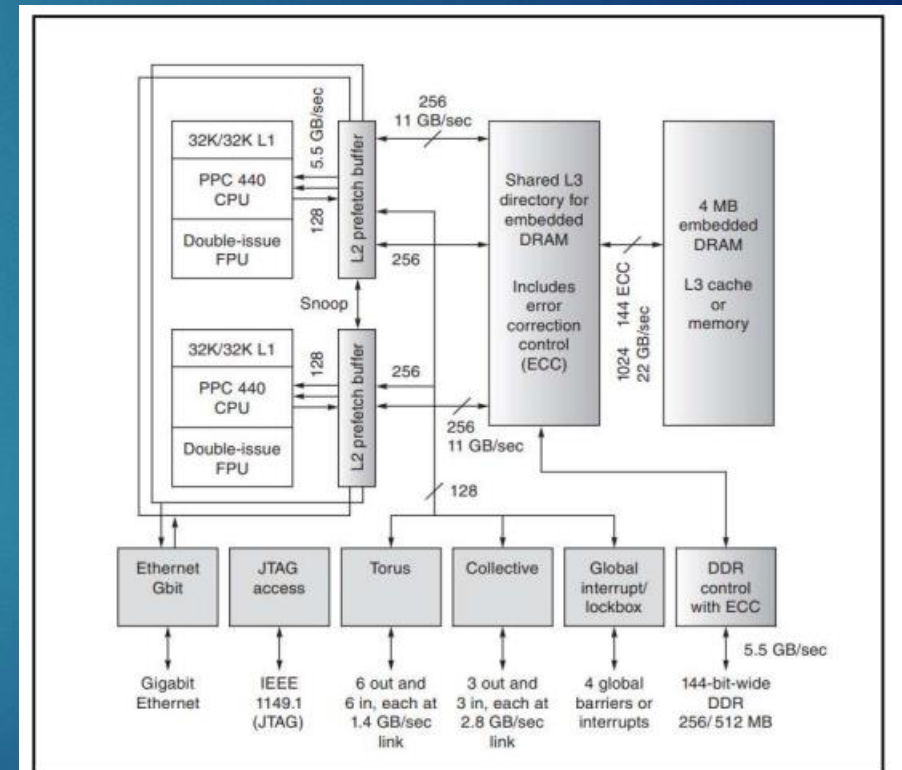 256
11 GB/sec
5.5 GB/sec
32K/32K L1
PPC 440
CPU
Double-issue
FPU
128
L2 prefetch buffer
256
Shared L3
directory for
embedded
DRAM
Includes
error
correction
control
(ECC)
1024 144 ECC
22 GB/sec
4 MB
embedded
DRAM
L3 cache
or
memory
Snoop
32K/32K L1
PPC 440
CPU
Double-issue
FPU
128
L2 prefetch buffer
256
256
11 GB/sec
128
Ethernet
Gbit
JTAG
access
Torus
Collective
Global
interrupt/
lockbox
DDR
control
with ECC
5.5 GB/sec
Gigabit
Ethernet
IEEE
1149.1
(JTAG)
6 out and
6 in, each at
1.4 GB/sec
link
3 out and
3 in, each at
2.8 GB/sec
link
4 global
barriers or
interrupts
144-bit-wide
DDR
256/ 512 MB